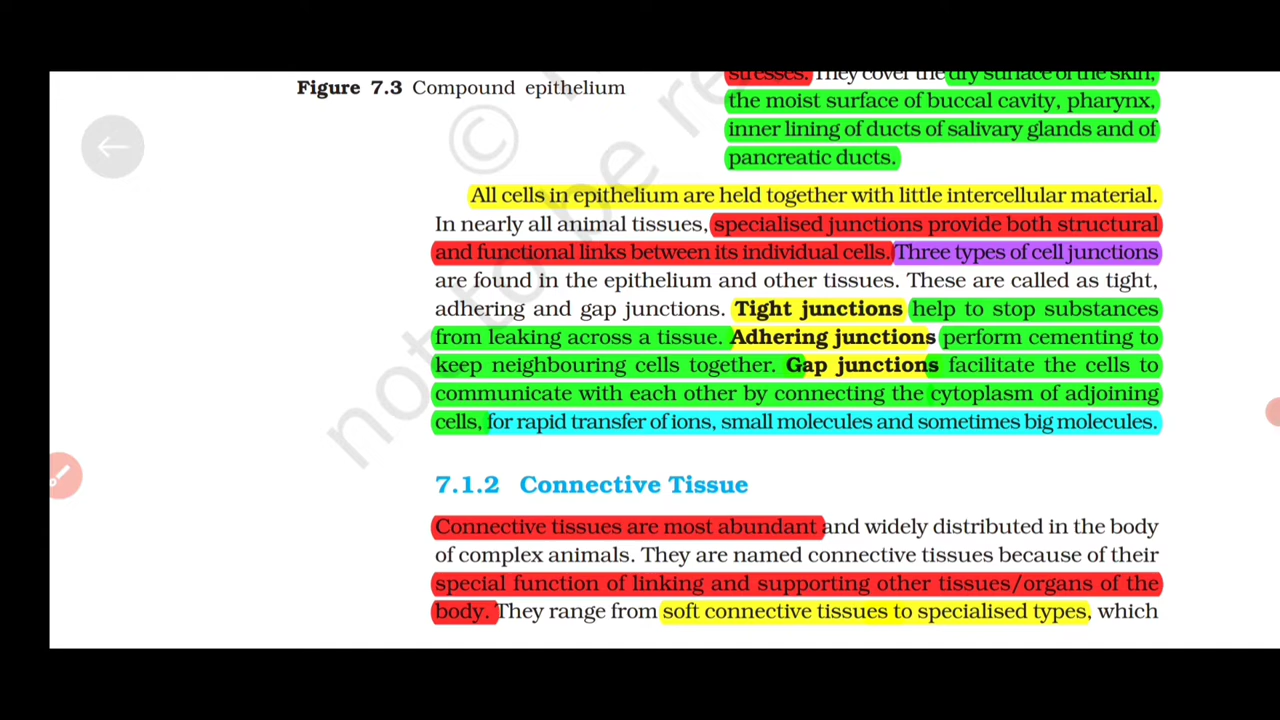 stresses. They cover the dry surface of the skin,
Figure 7.3 Compound epithelium
the moist surface of buccal cavity, pharynx,
inner lining of ducts of salivary glands and of
pancreatic ducts.
All cells in epithelium are held together with little intercellular material.
In nearly all animal tissues, specialised junctions provide both structural
and functional links between its individual cells. Three types of cell junctions
are found in the epithelium and other tissues. These are called as tight,
adhering and gap junctions. Tight junctions help to stop substances
from leaking across a tissue. Adhering junctions perform cementing to
keep neighbouring cells together. Gap junctions facilitate the cells to
communicate with each other by connecting the cytoplasm of adjoining
cells, for rapid transfer of ions, small molecules and sometimes big molecules.
7.1.2 Connective Tissue
Connective tissues are most abundant and widely distributed in the body
of complex animals. They are named connective tissues because of their
special function of linking and supporting other tissues/organs of the
body. They range from soft connective tissues to specialised types, which
©
not to be re